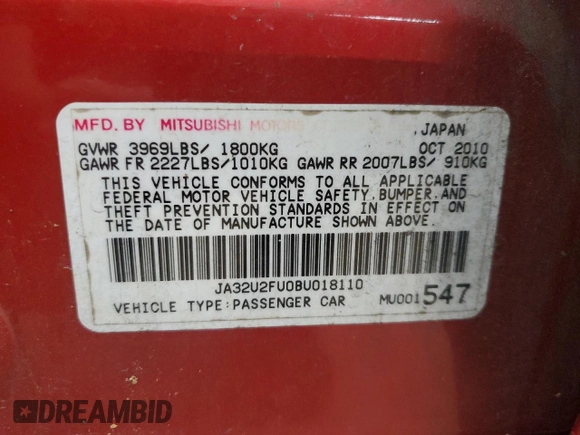 MFD. BY MITSUBISHI MOTORS , JAPAN
GVWR 3969LBS/ 1800KG OCT 2010
GAWR FR 2227LBS/1010KG GAWR RR 2007LBS/ 910KG
THIS VEHICLE CONFORMS TO ALL APPLICABLE
FEDERAL MOTOR VEHICLE SAFETY,BUMPER,AND
THEFT PREVENTION STANDARDS IN EFFECT ON
THE DATE OF MANUFACTURE SHOWN ABOVE.
JA32U2FU0BU018110
VEHICLE TYPE:PASSENGER CAR MU001547
DREAMBID